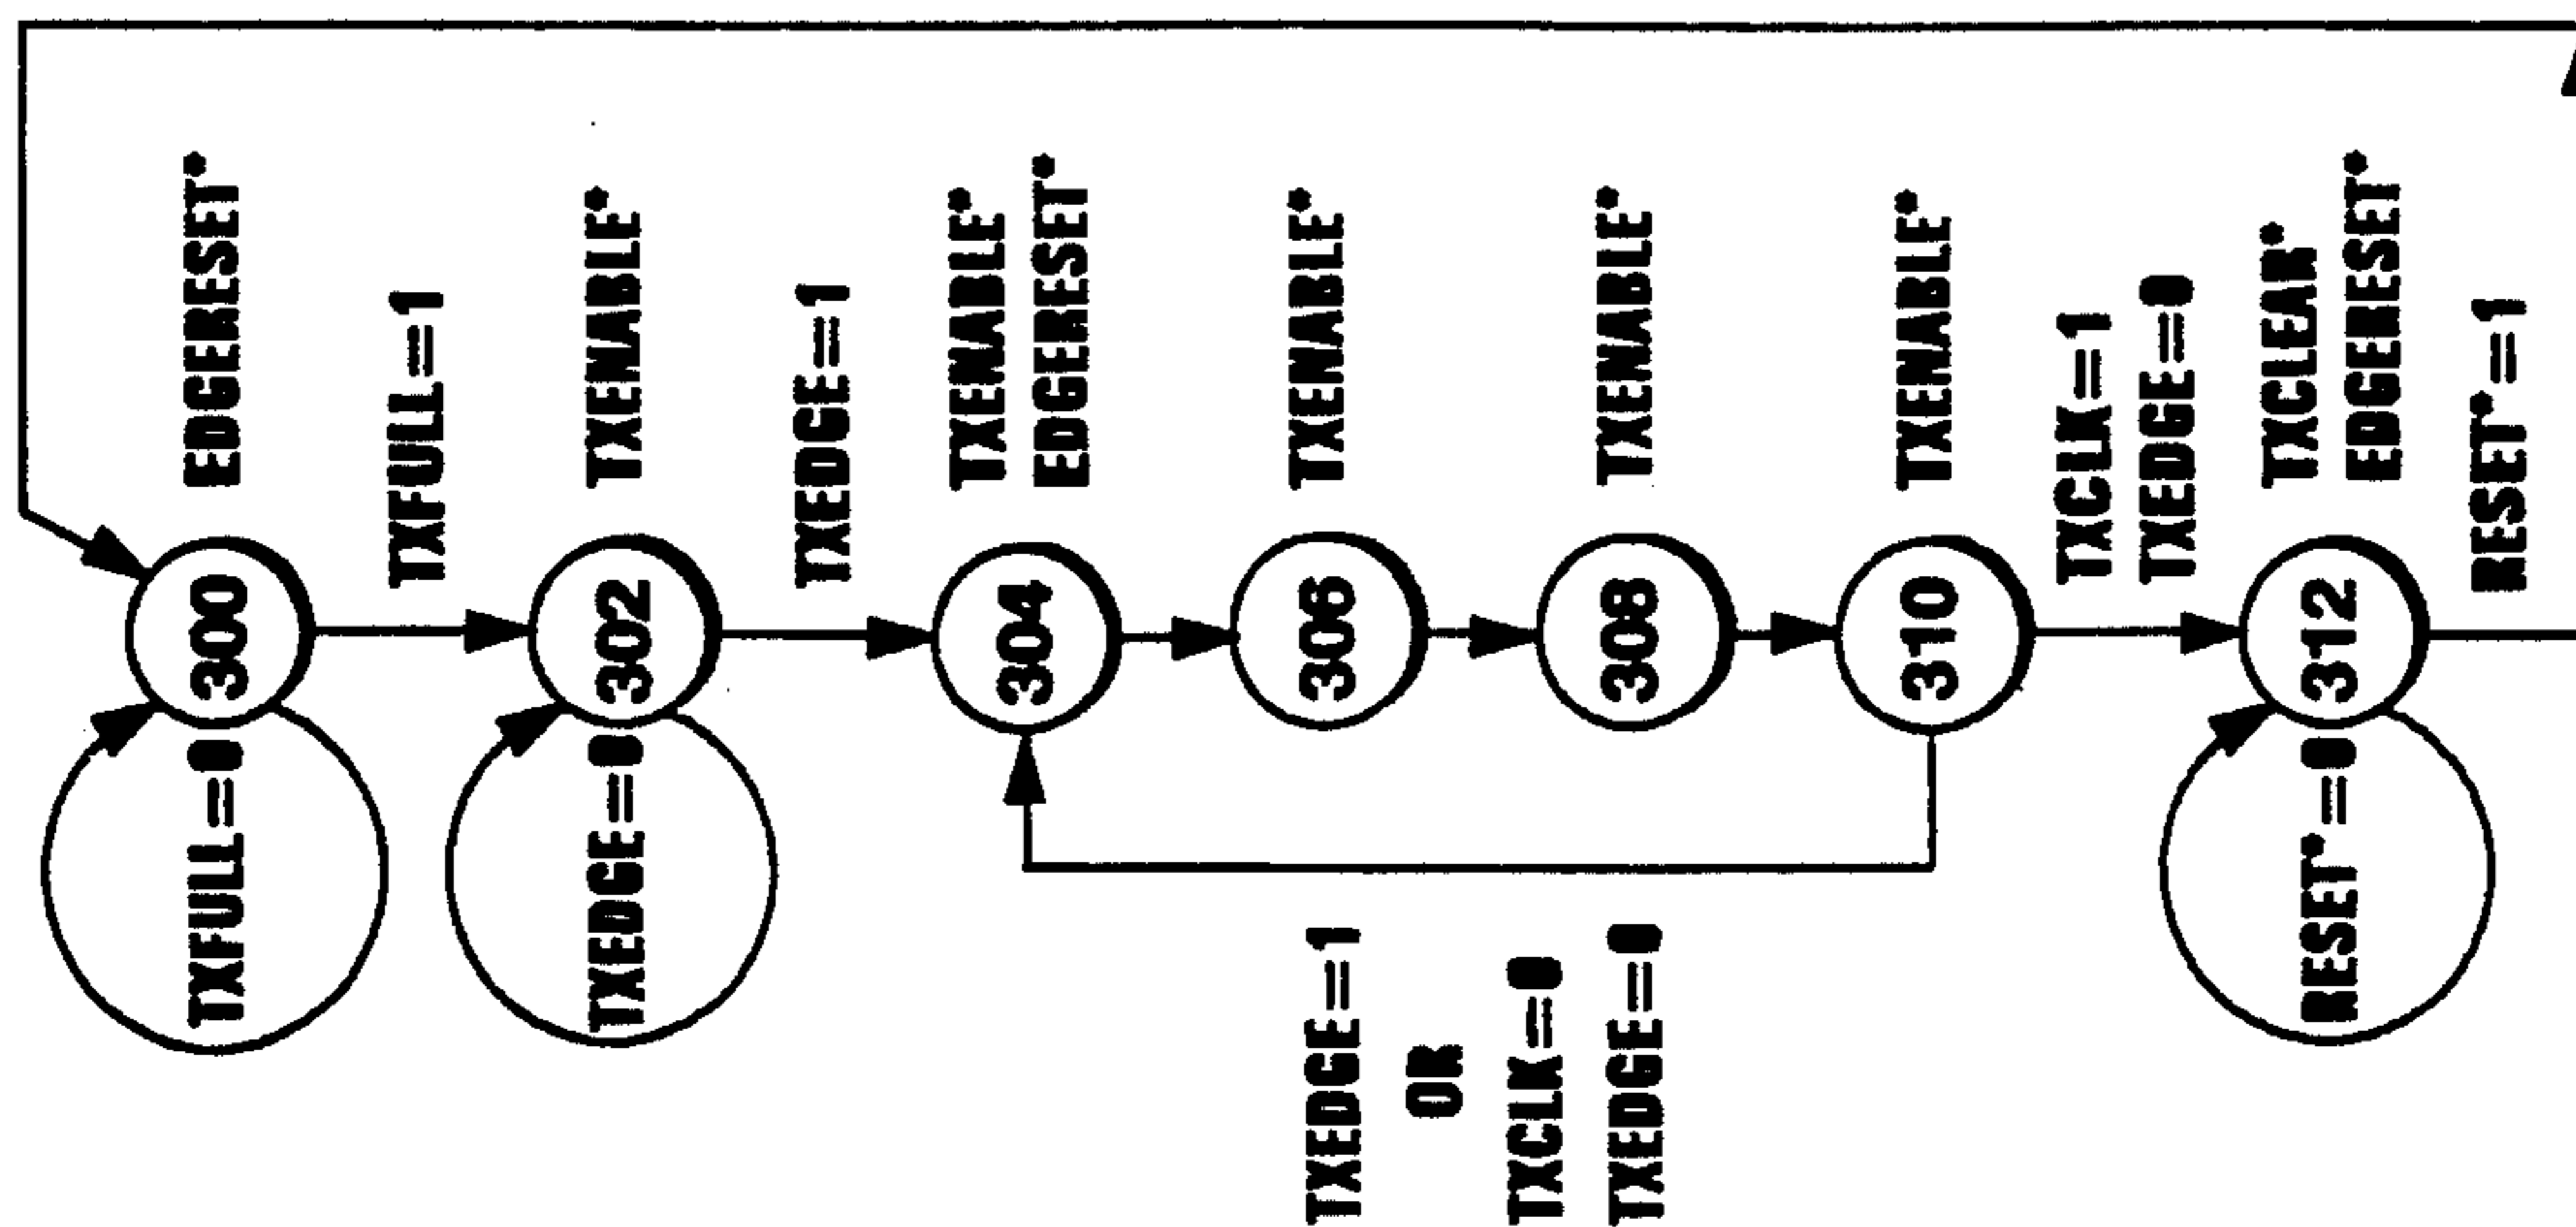 EDGERESET*
TXFULL=1
TXENABLE*
TXEDGE=1
TXENABLE*
EDGERESET*
TXENABLE*
TXENABLE*
TXENABLE*
TXCLK=1
TXEDGE=0
TXCLEAR*
EDGERESET*
RESET*=1
300
302
304
306
308
310
312
TXFULL=0
TXEDGE=0
RESET*=0
TXEDGE=1
OR
TXCLK=0
TXEDGE=0